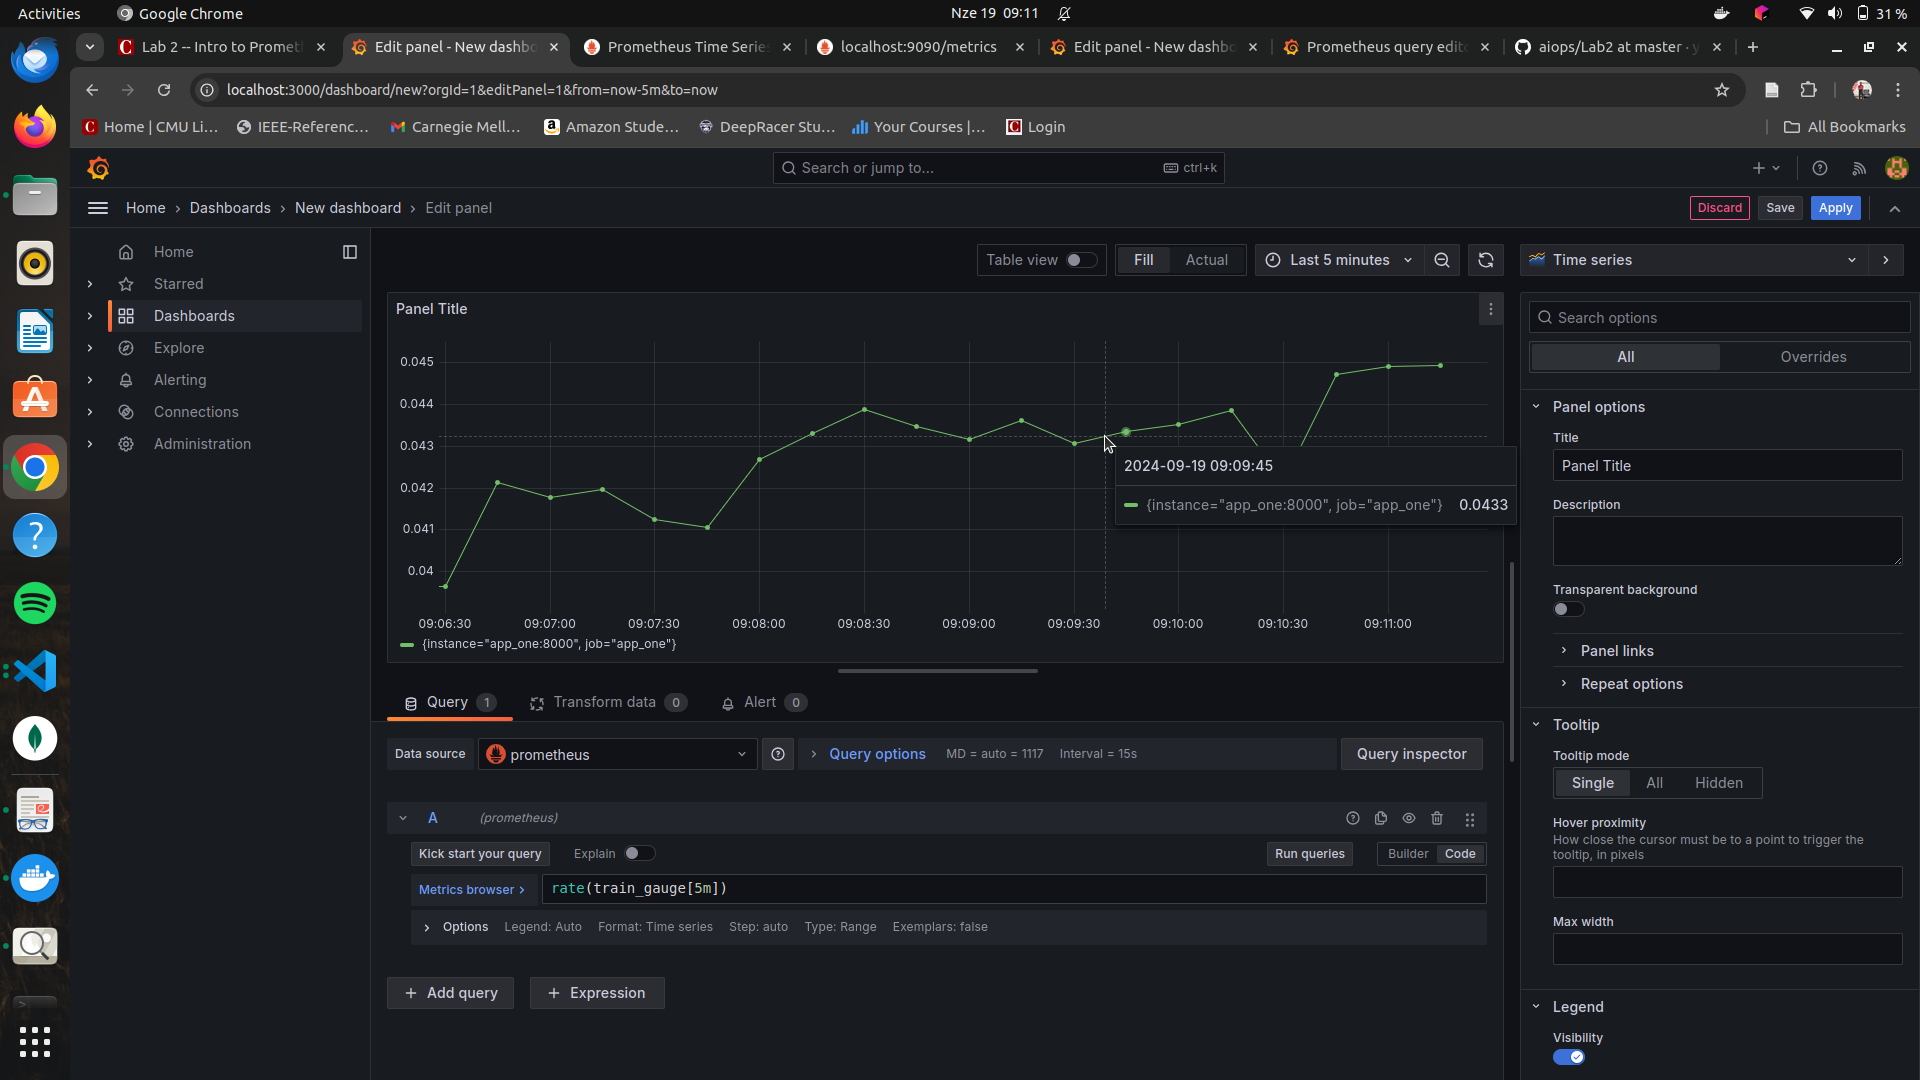 Activities
Google Chrome
Nze 19 09:11
31 %
Lab 2 -- Intro to Promet
Edit panel - New dashbo
Prometheus Time Serie
localhost:9090/metrics
Edit panel - New dashbo
Prometheus query edit
aiops/Lab2 at master · y
localhost:3000/dashboard/new?orgId=1&editPanel=1&from=now-5m&to=now
Home | CMU Li...
IEEE-Referenc...
Carnegie Mell...
Amazon Stude...
DeepRacer Stu...
Your Courses |...
Login
All Bookmarks
Search or jump to...
ctrl+k
Home › Dashboards › New dashboard › Edit panel
Discard
Save
Apply
Home
Starred
Dashboards
Explore
Alerting
Connections
Administration
Table view
Fill
Actual
Last 5 minutes
Time series
Panel Title
0.045
0.044
0.043
0.042
0.041
0.04
09:06:30
09:07:00
09:07:30
09:08:00
09:08:30
09:09:00
09:09:30
09:10:00
09:10:30
09:11:00
{instance="app_one:8000", job="app_one"}
2024-09-19 09:09:45
{instance="app_one:8000", job="app_one"} 0.0433
Query 1
Transform data 0
Alert 0
Data source
prometheus
Query options
MD = auto = 1117
Interval = 15s
Query inspector
A
(prometheus)
Kick start your query
Explain
Run queries
Builder
Code
Metrics browser >
rate(train_gauge[5m])
Options
Legend: Auto
Format: Time series
Step: auto
Type: Range
Exemplars: false
+ Add query
+ Expression
Search options
All
Overrides
Panel options
Title
Panel Title
Description
Transparent background
Panel links
Repeat options
Tooltip
Tooltip mode
Single
All
Hidden
Hover proximity
How close the cursor must be to a point to trigger the
tooltip, in pixels
Max width
Legend
Visibility